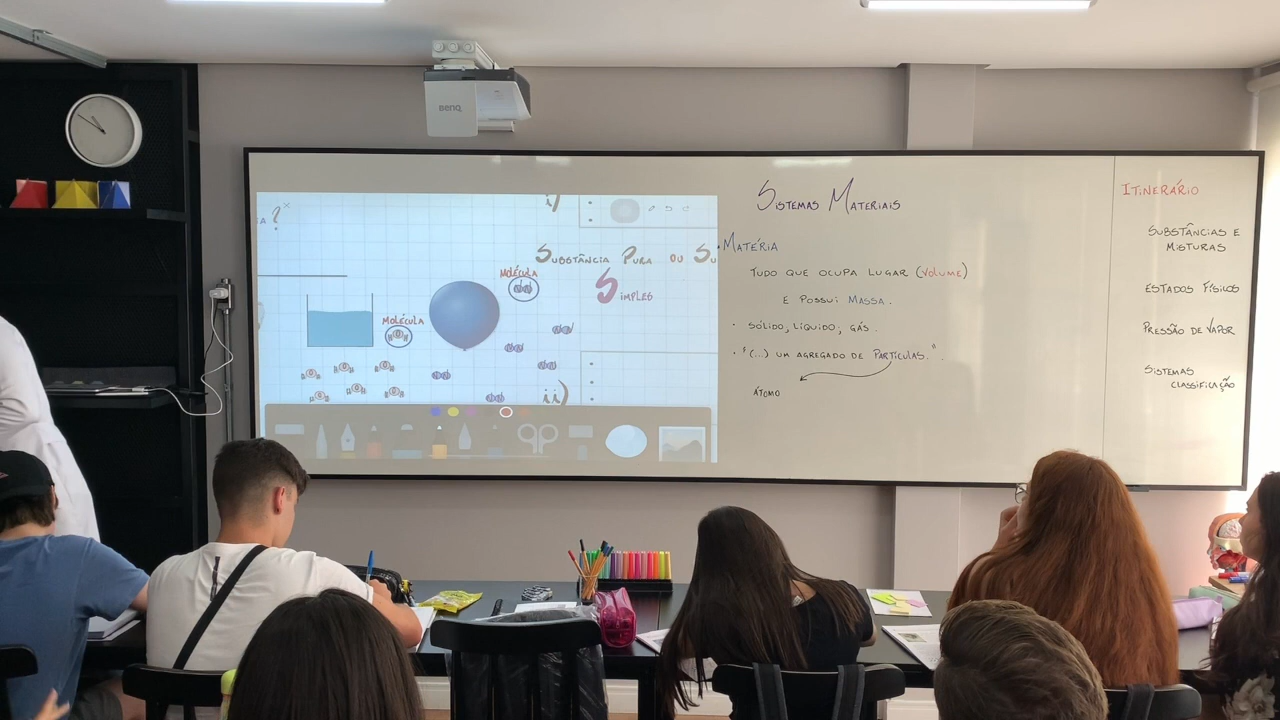 BenQ
A?
i)
SUBSTÂNCIA PURA OU SU
SIMPLES
MOLÉCULA
MOLÉCULA
ii)
SISTEMAS MATERIAIS
• MATÉRIA
TUDO QUE OCUPA LUGAR (VOLUME)
E POSSUI MASSA.
• SÓLIDO, LÍQUIDO, GÁS.
• "(...) UM AGREGADO DE PARTÍCULAS."
ÁTOMO
ITINERÁRIO
SUBSTÂNCIAS E
MISTURAS
ESTADOS FÍSICOS
PRESSÃO DE VAPOR
SISTEMAS
CLASSIFICAÇÃO